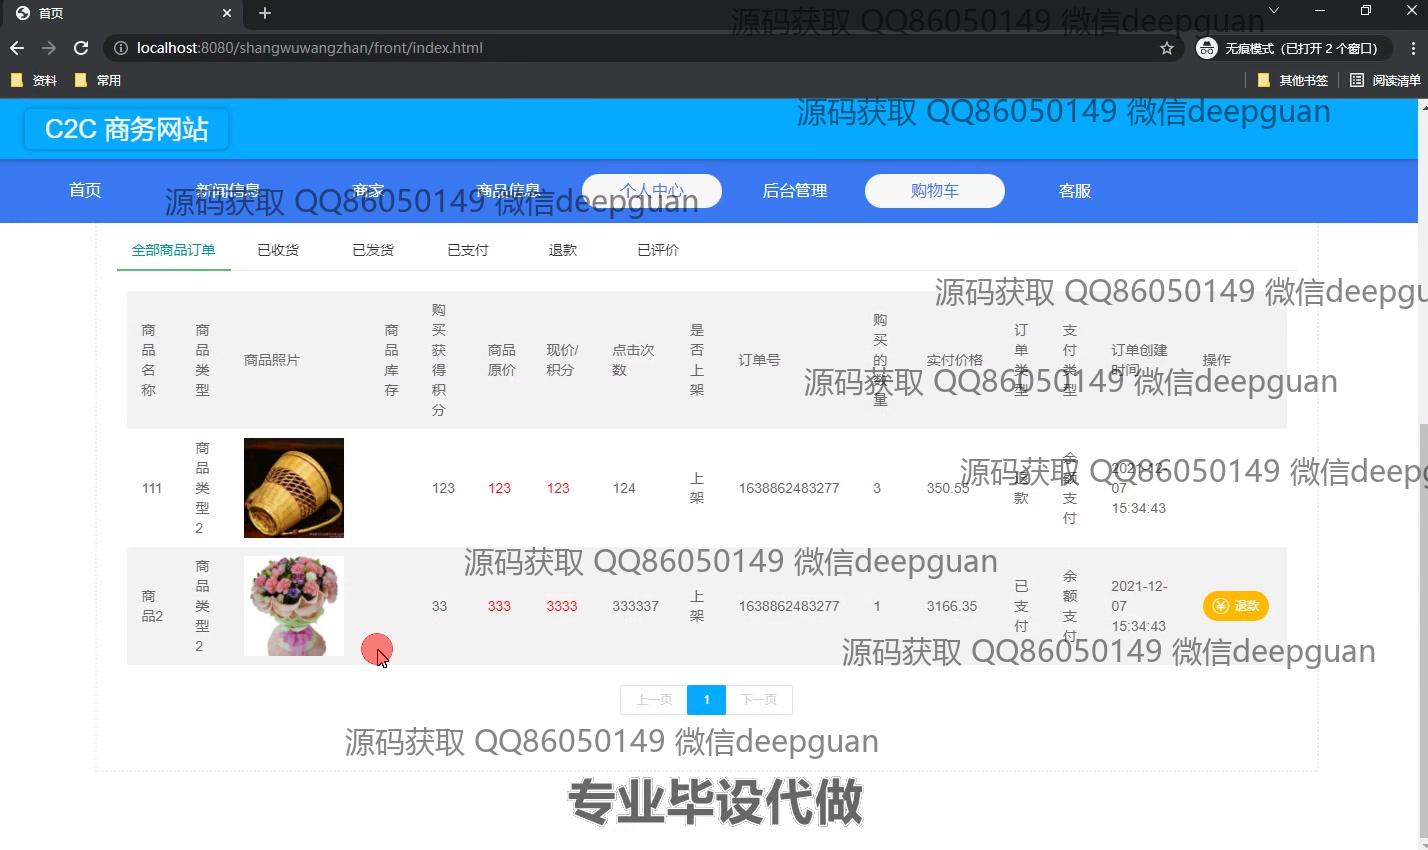 首页
源码获取 QQ86050149 微信deepguan
localhost:8080/shangwuwangzhan/front/index.html
无痕模式（已打开 2 个窗口）
资料 常用 其他书签 阅读清单
C2C 商务网站
源码获取 QQ86050149 微信deepguan
首页 新闻信息 商家 商品信息 个人中心 后台管理 购物车 客服
源码获取 QQ86050149 微信deepguan
全部商品订单 已收货 已发货 已支付 退款 已评价
源码获取 QQ86050149 微信deepgu
商品名称 商品类型 商品照片 商品库存 购买获得积分 商品原价 现价/积分 点击次数 是否上架 订单号 购买的数量 实付价格 订单类型 支付类型 订单创建时间 操作
源码获取 QQ86050149 微信deepguan
111 商品类型2 123 123 123 124 上架 1638862483277 3 350.55 退款 余额支付 2021-12-07 15:34:43
源码获取 QQ86050149 微信deepg
源码获取 QQ86050149 微信deepguan
商品2 商品类型2 33 333 3333 333337 上架 1638862483277 1 3166.35 已支付 余额支付 2021-12-07 15:34:43 退款
源码获取 QQ86050149 微信deepguan
上一页 1 下一页
源码获取 QQ86050149 微信deepguan
专业毕设代做